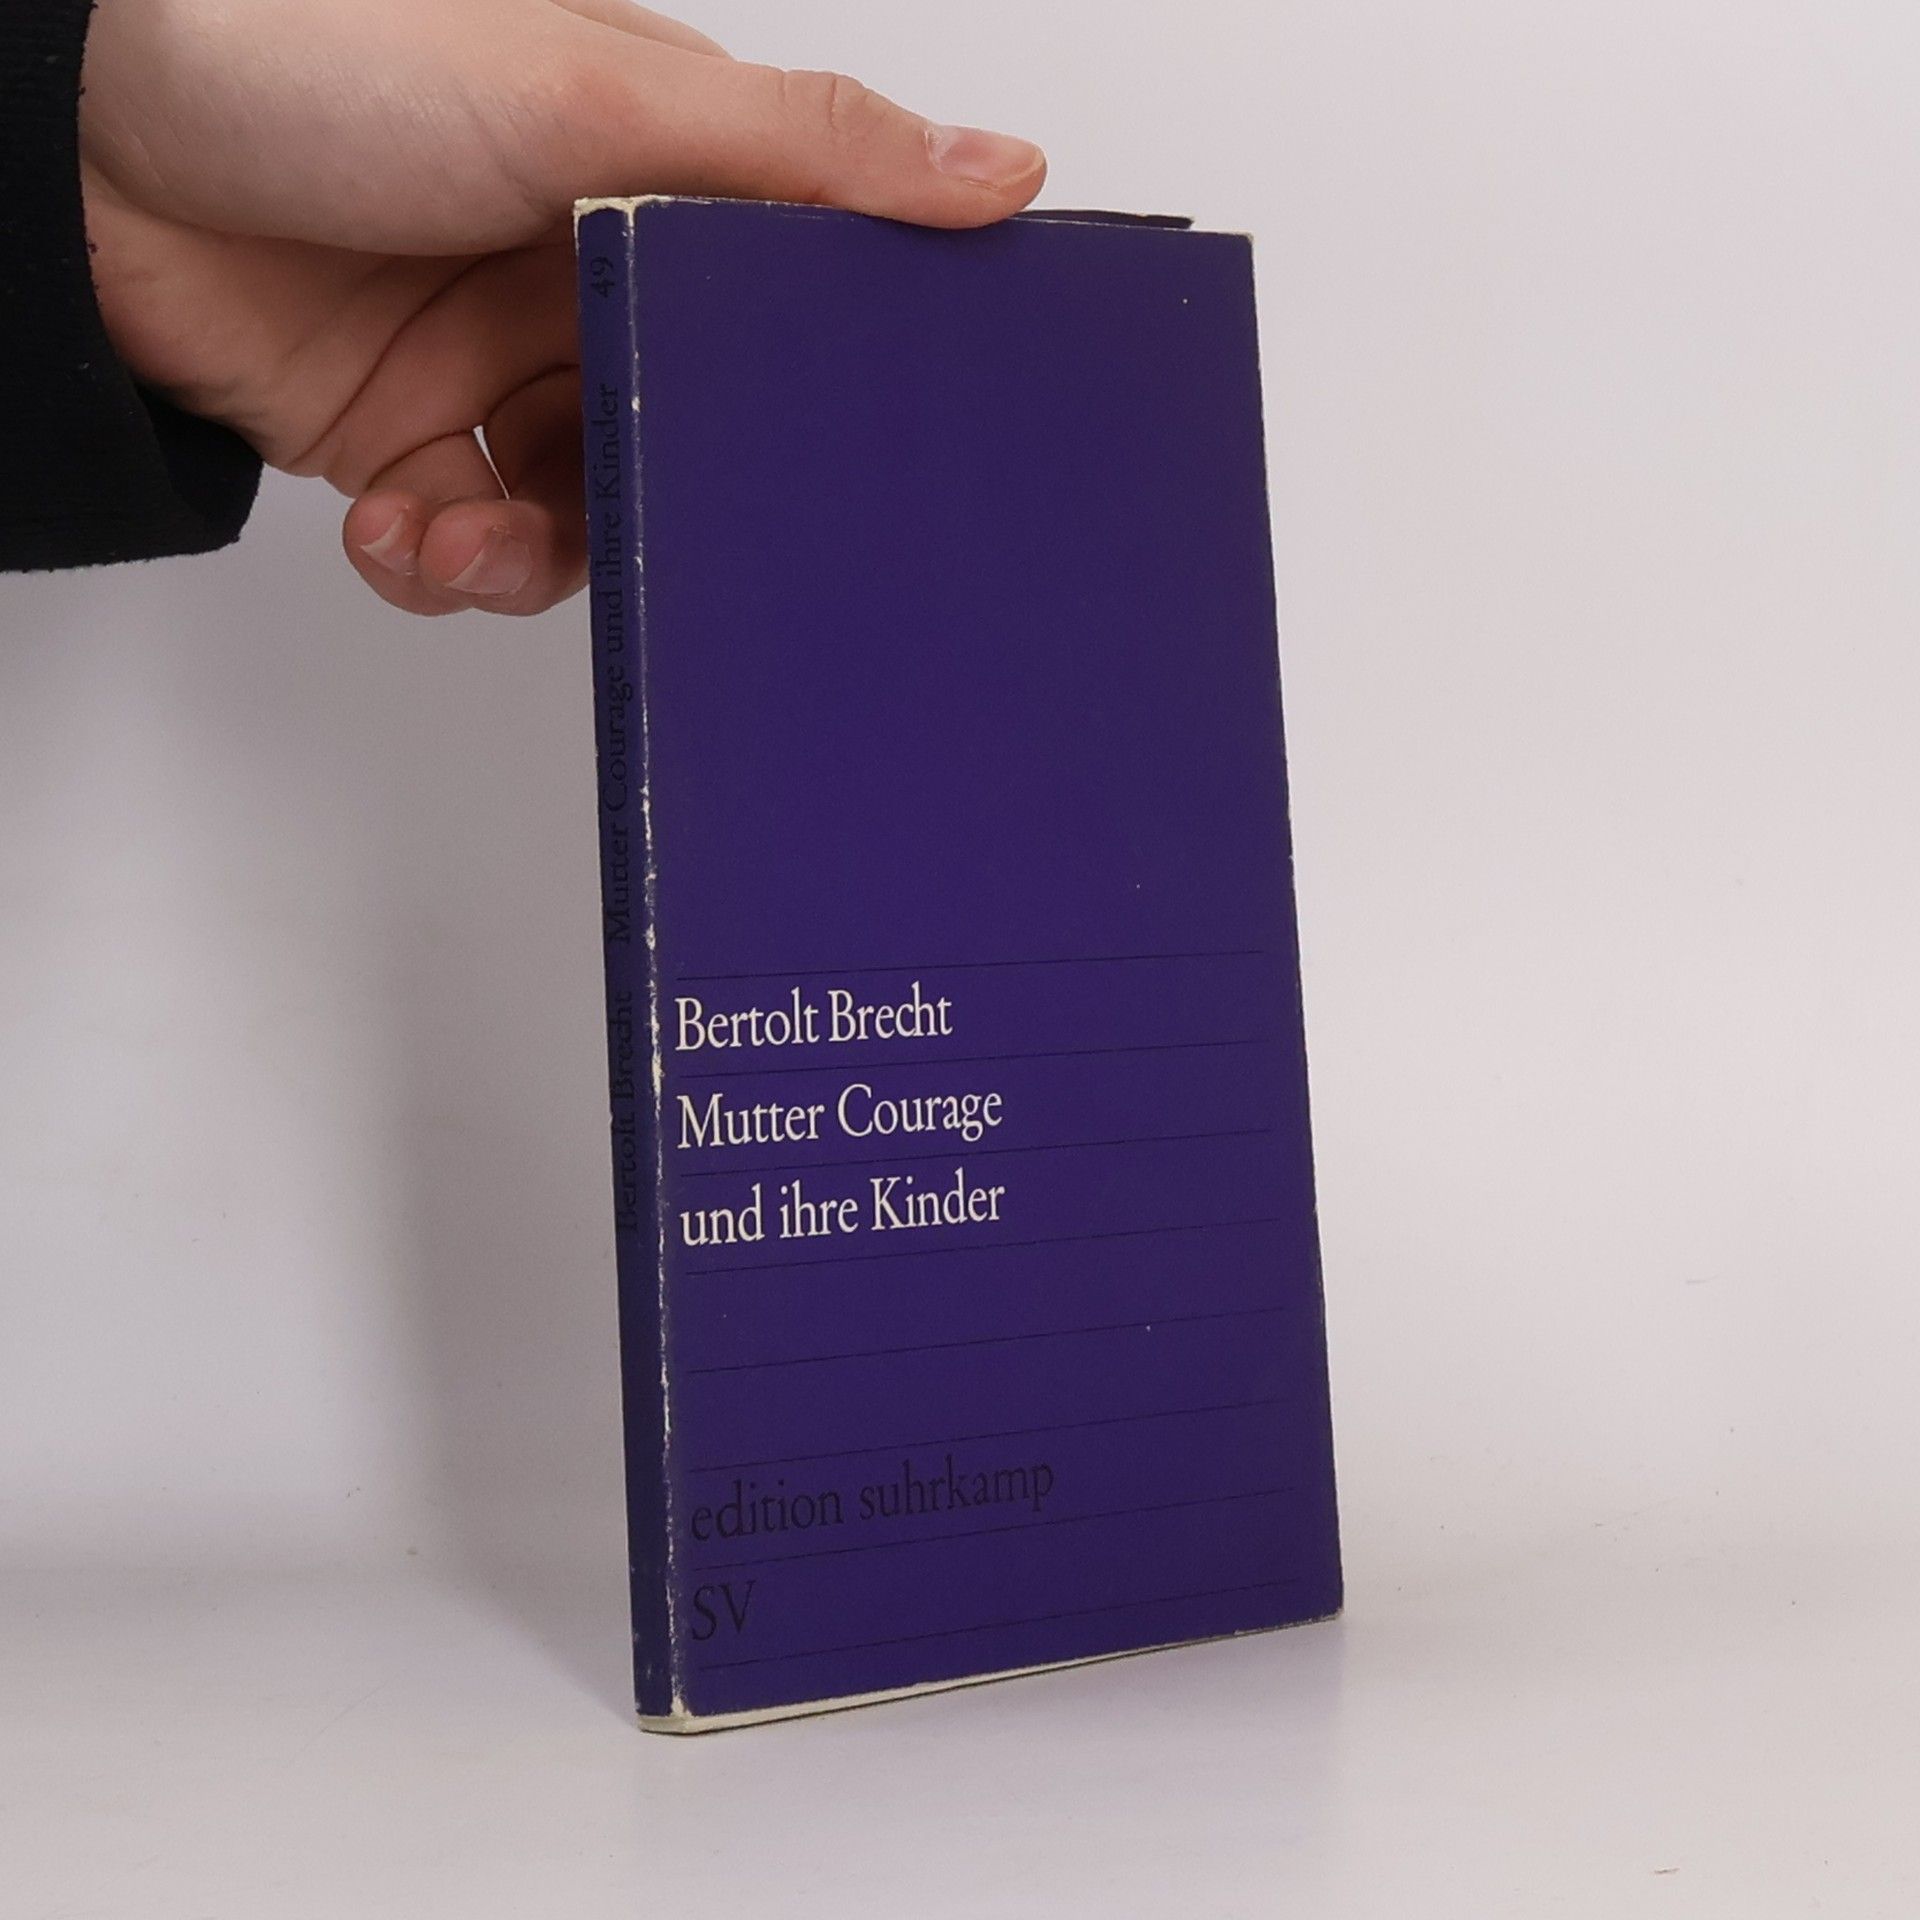 Bertolt Brecht Mutter Courage und ihre Kinder 49
Bertolt Brecht
Mutter Courage
und ihre Kinder
edition suhrkamp
SV